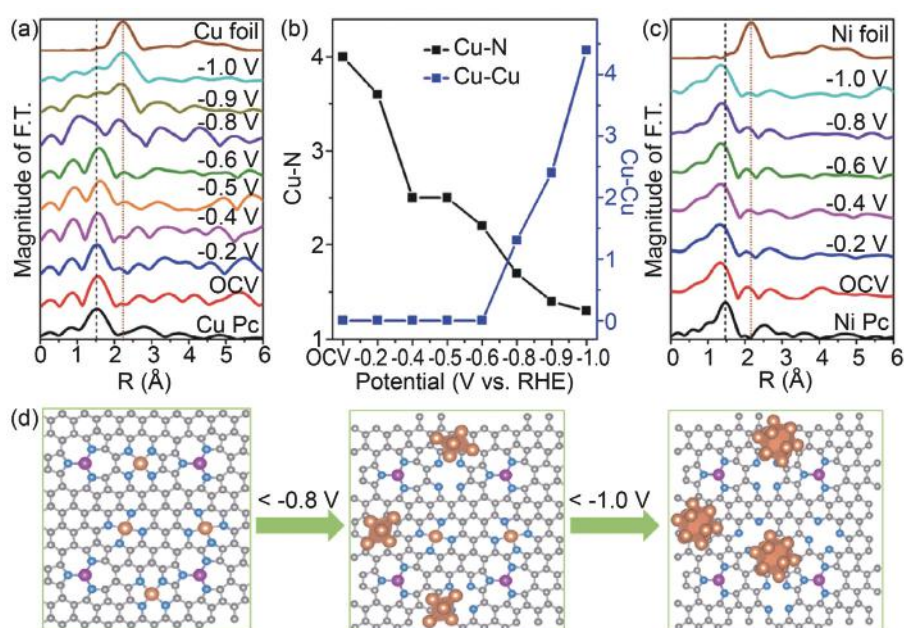 (a)
Cu foil
-1.0 V
-0.9 V
-0.8 V
-0.6 V
-0.5 V
-0.4 V
-0.2 V
OCV
Cu Pc
Magnitude of F.T.
0 1 2 3 4 5 6
R (Å)
(b)
Cu-N
Cu-Cu
4
3
2
1
Cu-N
4
3
2
1
0
Cu-Cu
OCV -0.2 -0.4 -0.5 -0.6 -0.8 -0.9 -1.0
Potential (V vs. RHE)
(c)
Ni foil
-1.0 V
-0.8 V
-0.6 V
-0.4 V
-0.2 V
OCV
Ni Pc
Magnitude of F.T.
0 1 2 3 4 5 6
R (Å)
(d)
< -0.8 V
< -1.0 V